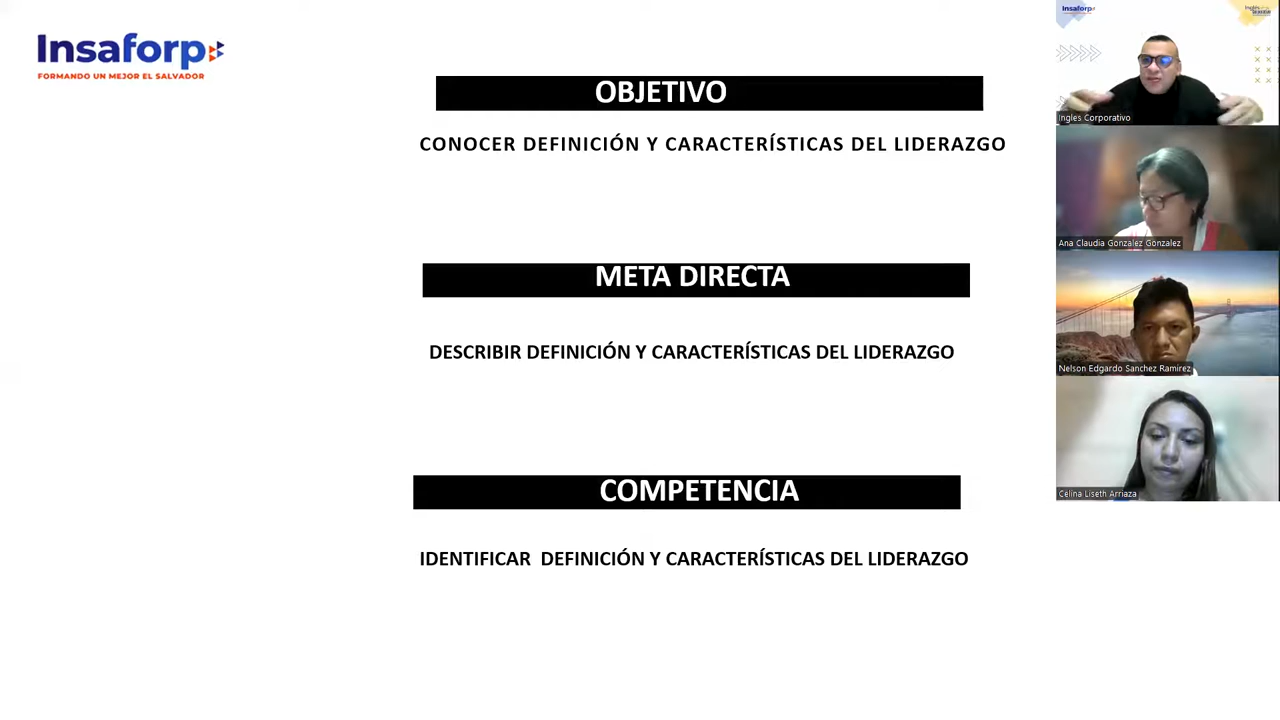 Insaforp
FORMANDO UN MEJOR EL SALVADOR
OBJETIVO
CONOCER DEFINICIÓN Y CARACTERÍSTICAS DEL LIDERAZGO
META DIRECTA
DESCRIBIR DEFINICIÓN Y CARACTERÍSTICAS DEL LIDERAZGO
COMPETENCIA
IDENTIFICAR DEFINICIÓN Y CARACTERÍSTICAS DEL LIDERAZGO
Insaforp
Ingles Corporativo
Ana Claudia Gonzalez Gonzalez
Nelson Edgardo Sanchez Ramirez
Celina Liseth Arriaza